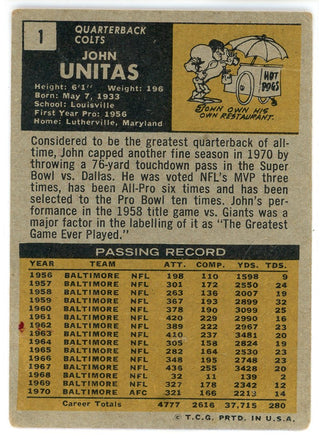 1
QUARTERBACK
COLTS
JOHN
UNITAS
Height: 6'1" Weight: 196
Born: May 7, 1933
School: Louisville
First Year Pro: 1956
Home: Lutherville, Maryland
HOT
DOGS
JOHN OWN HIS
OWN RESTAURANT.
Considered to be the greatest quarterback of all-
time, John capped another fine season in 1970 by
throwing a 76-yard touchdown pass in the Super
Bowl vs. Dallas. He was voted NFL's MVP three
times, has been All-Pro six times and has been
selected to the Pro Bowl ten times. John's per-
formance in the 1958 title game vs. Giants was a
major factor in the labelling of it as "The Greatest
Game Ever Played."
PASSING RECORD
YEAR TEAM ATT. COMP. YDS. TDS.
1956 BALTIMORE NFL 198 110 1598 9
1957 BALTIMORE NFL 301 172 2550 24
1958 BALTIMORE NFL 263 136 2007 19
1959 BALTIMORE NFL 367 193 2899 32
1960 BALTIMORE NFL 378 190 3099 25
1961 BALTIMORE NFL 420 229 2990 16
1962 BALTIMORE NFL 389 222 2967 23
1963 BALTIMORE NFL 410 237 3481 20
1964 BALTIMORE NFL 305 158 2824 19
1965 BALTIMORE NFL 282 164 2530 23
1966 BALTIMORE NFL 348 195 2748 22
1967 BALTIMORE NFL 436 255 3428 20
1968 BALTIMORE NFL 32 11 139 2
1969 BALTIMORE NFL 327 178 2342 12
1970 BALTIMORE AFC 321 166 2213 14
Career Totals 4777 2616 37,715 280
© T.C.G. PRTD. IN U.S.A.